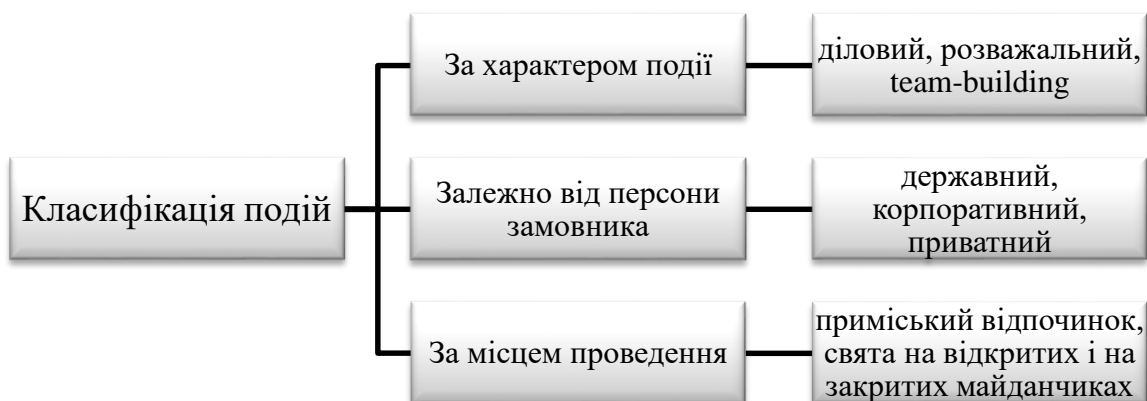 Класифікація подій
За характером події
діловий, розважальний,
team-building
Залежно від персони
замовника
державний,
корпоративний,
приватний
За місцем проведення
приміський відпочинок,
свята на відкритих і на
закритих майданчиках